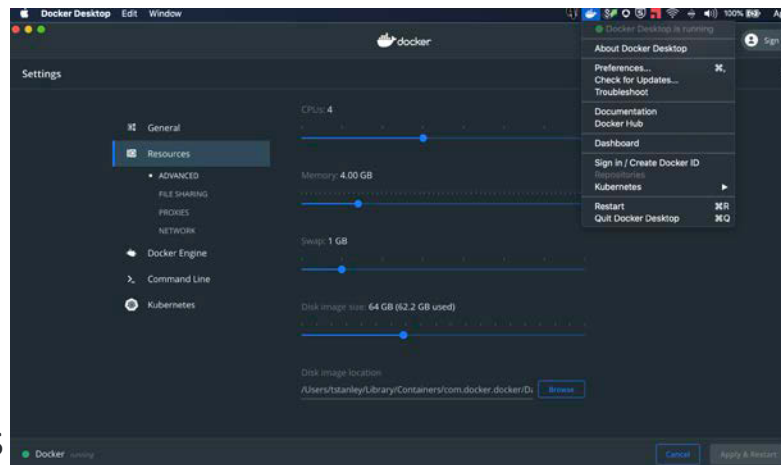 Docker Desktop Edit Window
100%
docker
Sign
Settings
General
Resources
ADVANCED
FILE SHARING
PROXIES
NETWORK
Docker Engine
Command Line
Kubernetes
CPUs: 4
Memory: 4.00 GB
Swap: 1 GB
Disk image size: 64 GB (62.2 GB used)
Disk image location
/Users/tstanley/Library/Containers/com.docker.docker/D
Browse
Docker Desktop is running
About Docker Desktop
Preferences... ⌘,
Check for Updates...
Troubleshoot
Documentation
Docker Hub
Dashboard
Sign in / Create Docker ID
Repositories
Kubernetes
Restart ⌘R
Quit Docker Desktop ⌘Q
Docker running
Cancel
Apply & Restart